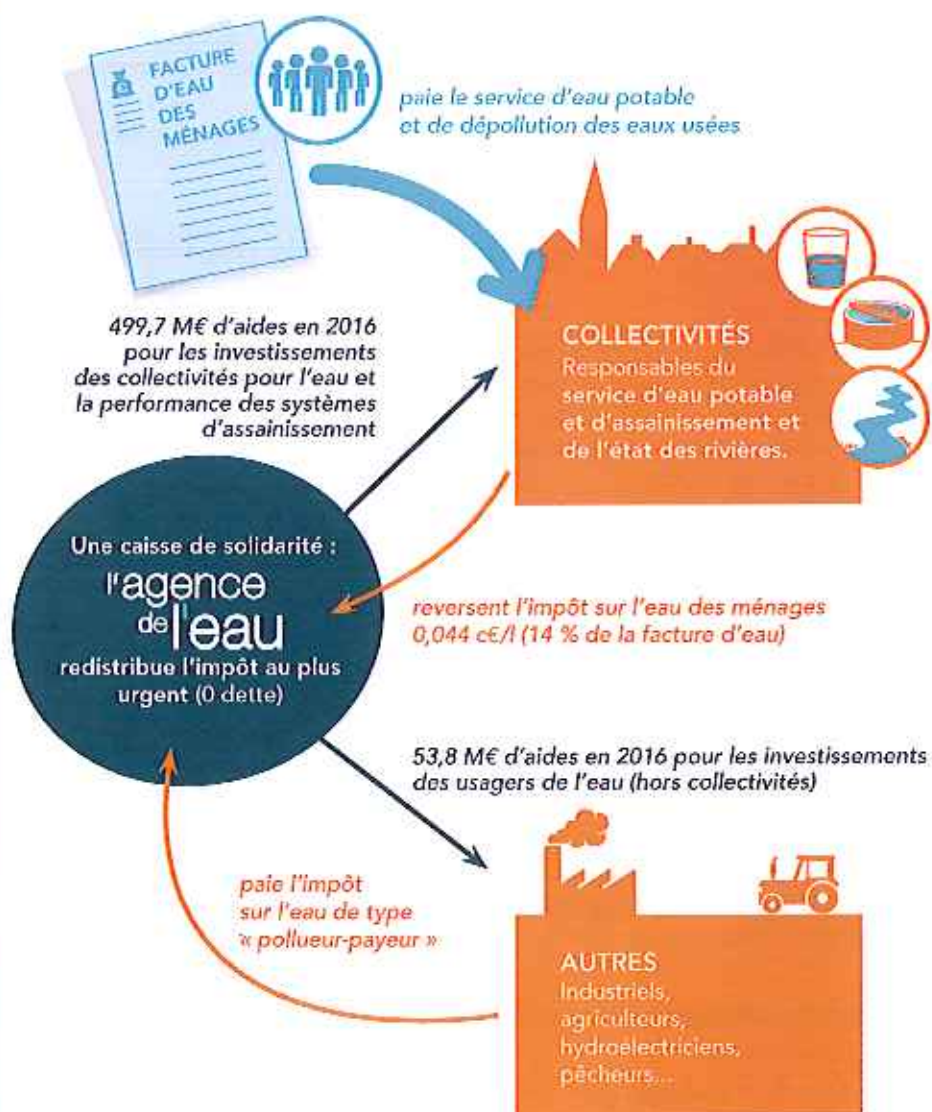 FACTURE
D'EAU
DES
MÉNAGES
paie le service d'eau potable
et de dépollution des eaux usées
499,7 M€ d'aides en 2016
pour les investissements
des collectivités pour l'eau et
la performance des systèmes
d'assainissement
COLLECTIVITÉS
Responsables du
service d'eau potable
et d'assainissement et
de l'état des rivières.
Une caisse de solidarité :
l'agence
de l'eau
redistribue l'impôt au plus
urgent (0 dette)
reversent l'impôt sur l'eau des ménages
0,044 c€/l (14 % de la facture d'eau)
53,8 M€ d'aides en 2016 pour les investissements
des usagers de l'eau (hors collectivités)
paie l'impôt
sur l'eau de type
« pollueur-payeur »
AUTRES
Industriels,
agriculteurs,
hydroélectriciens,
pêcheurs...